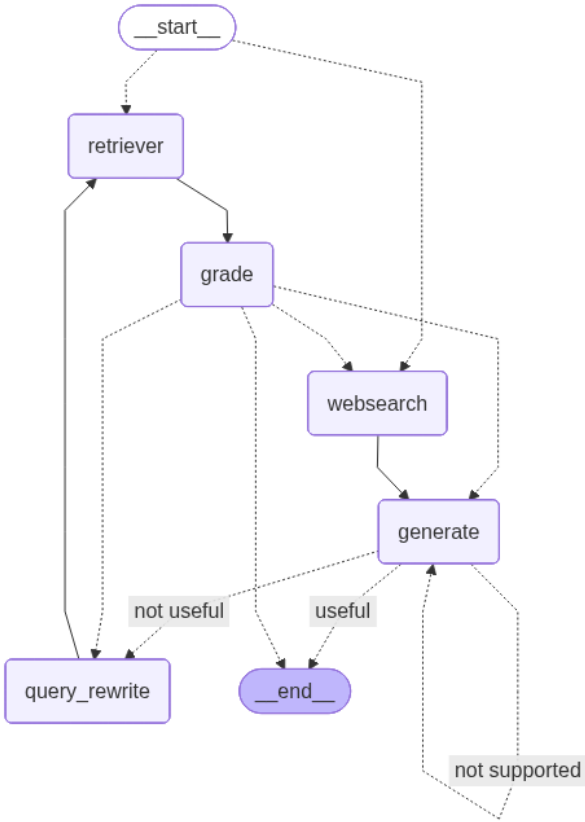 __start__
retriever
grade
websearch
generate
not useful
useful
query_rewrite
__end__
not supported